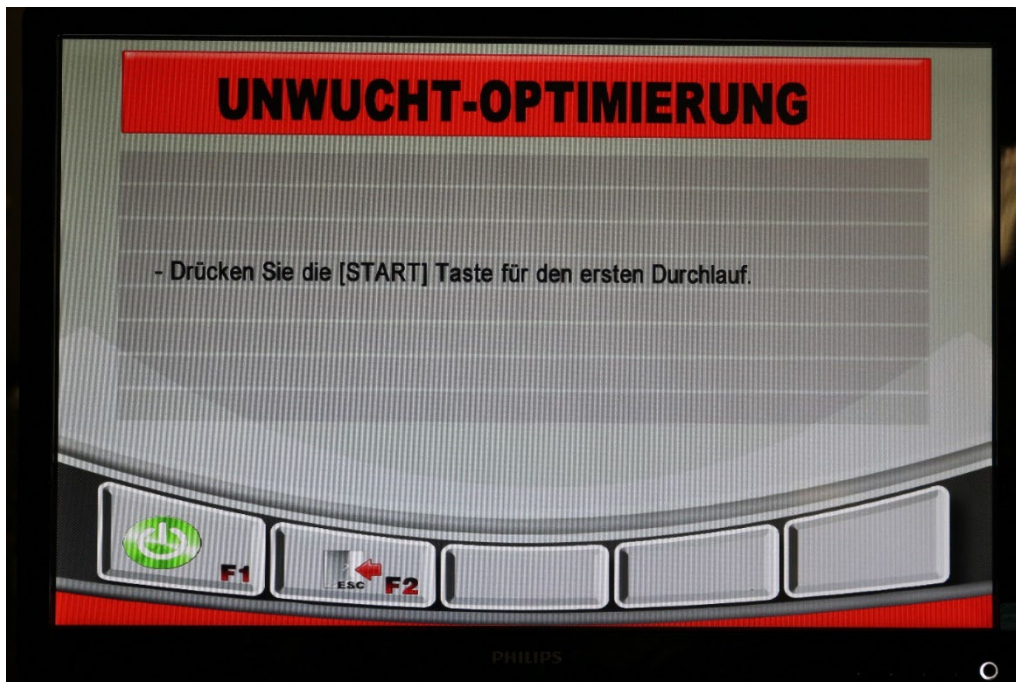 UNWUCHT-OPTIMIERUNG
- Drücken Sie die [START] Taste für den ersten Durchlauf.
F1
ESC F2
PHILIPS